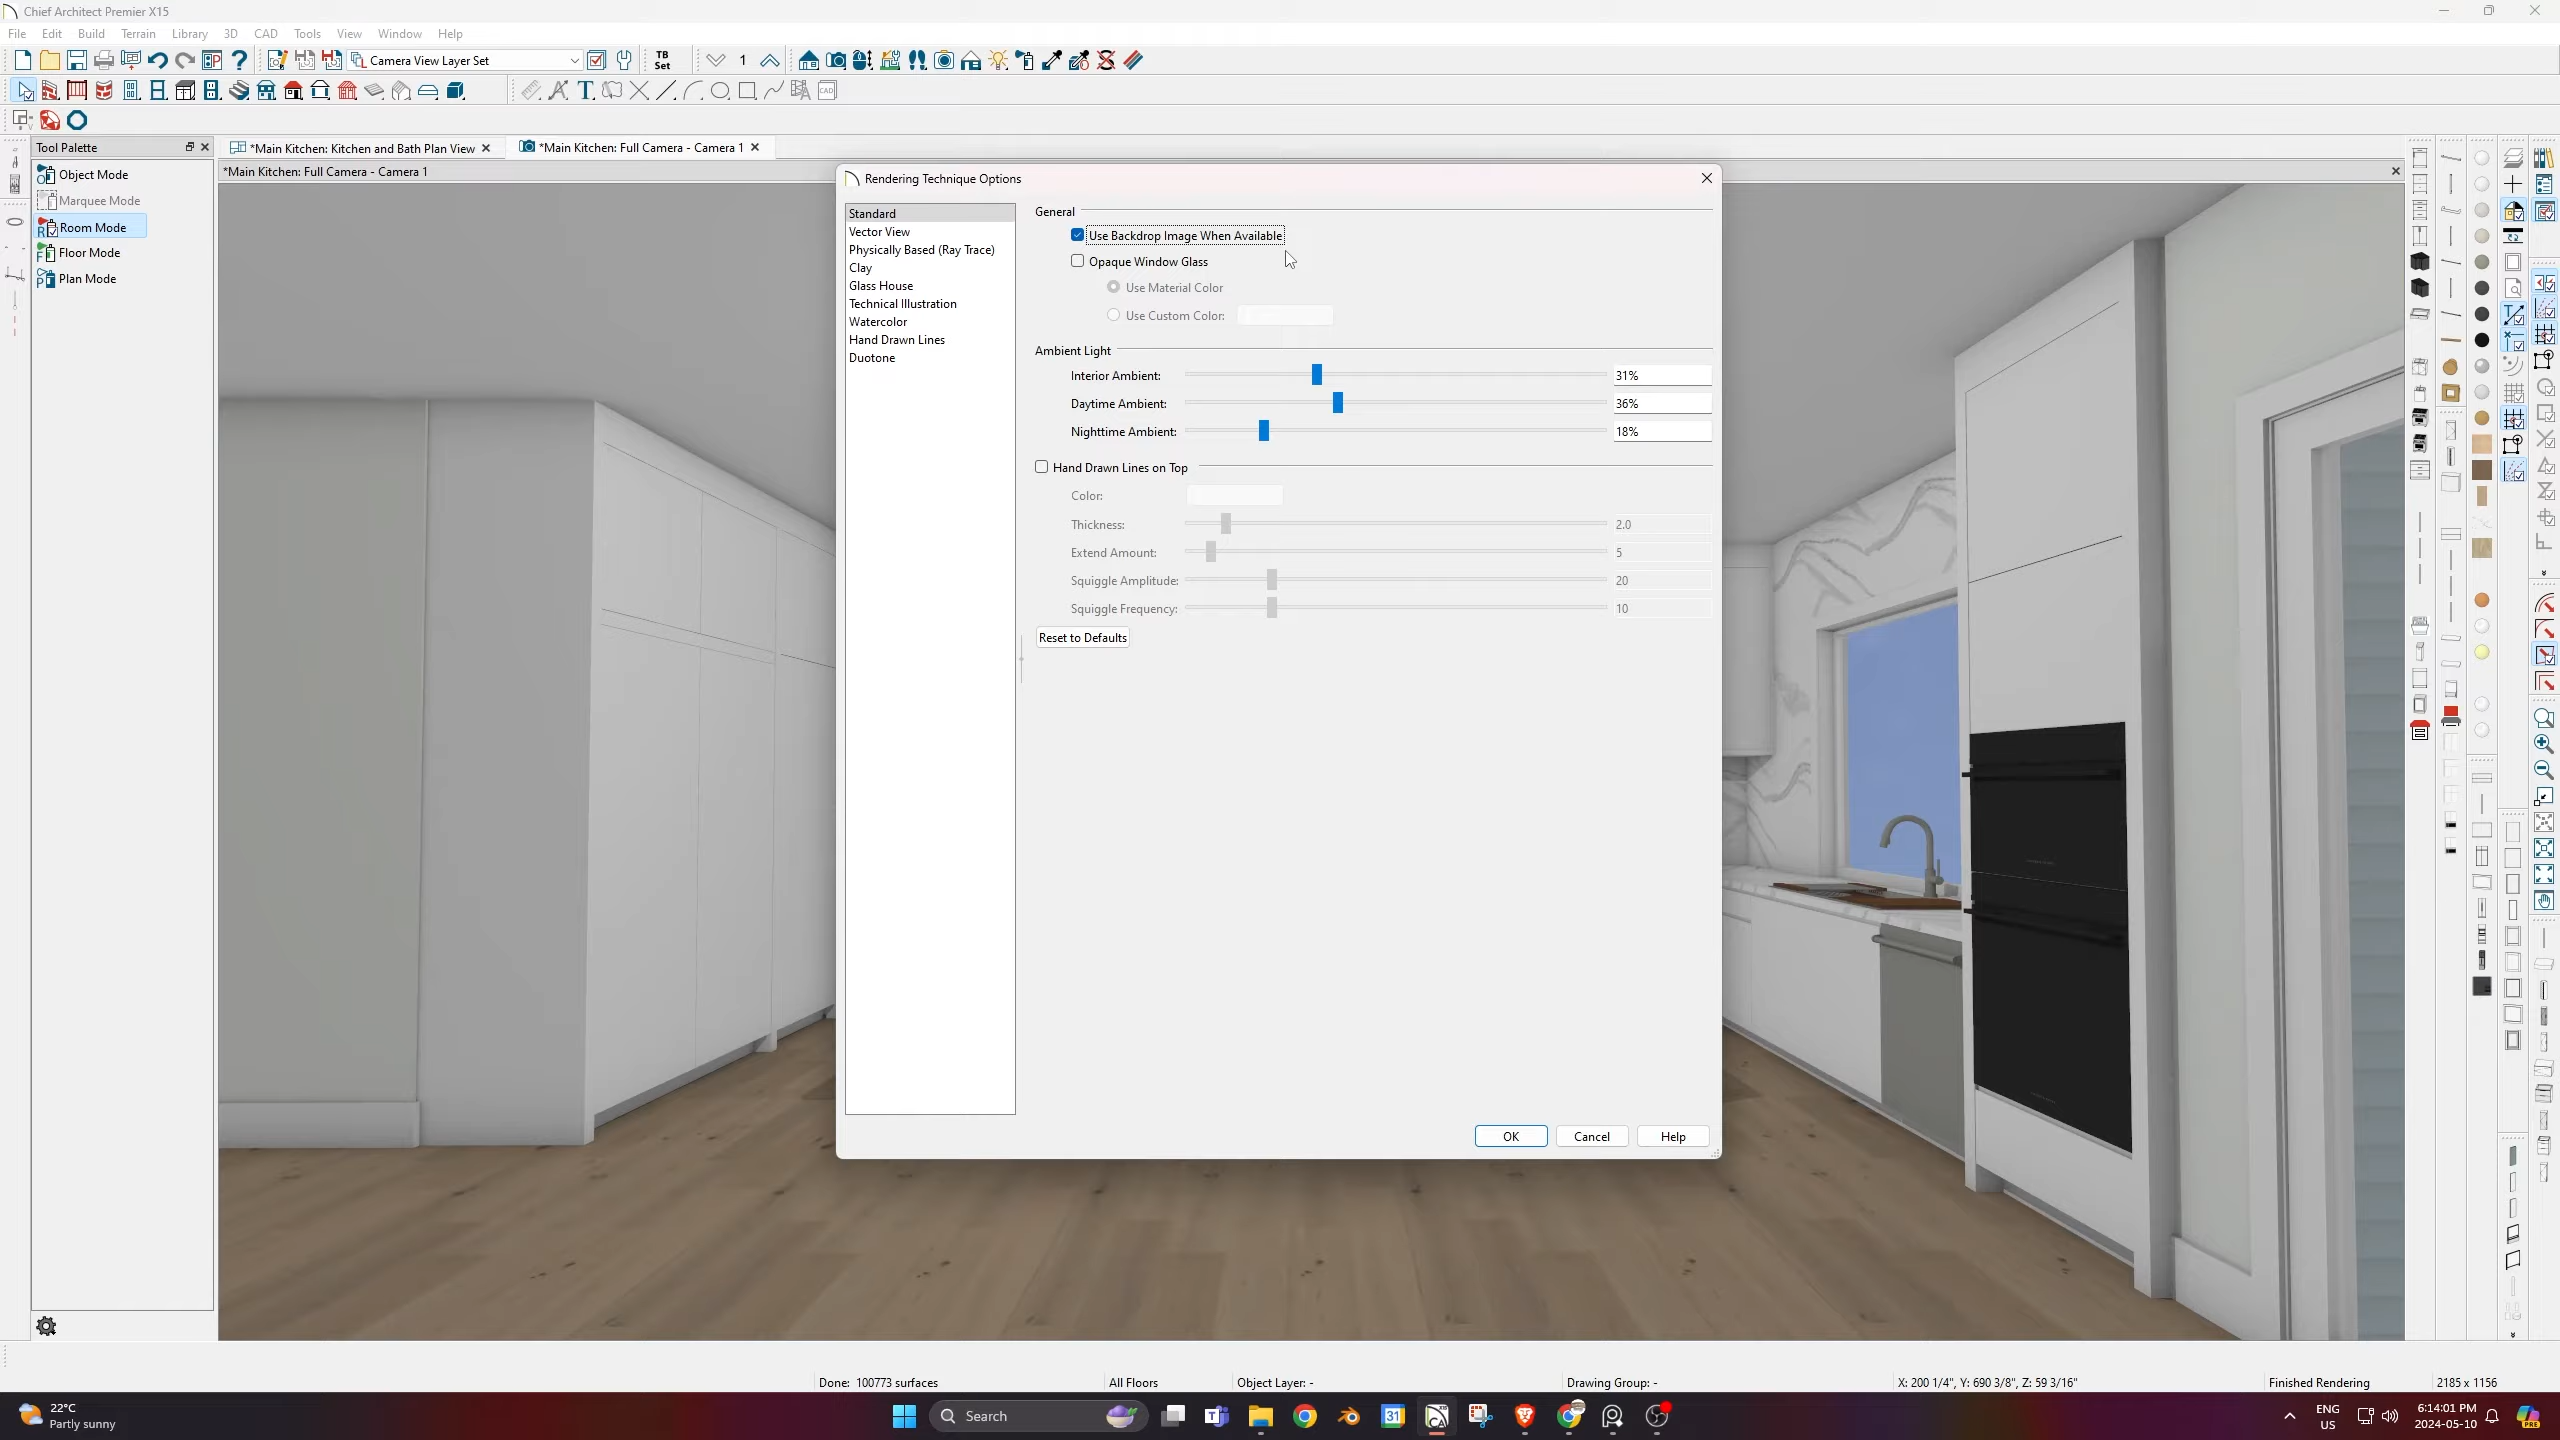 Chief Architect Premier X15
File Edit Build Terrain Library 3D CAD Tools View Window Help
Camera View Layer Set
TB Set
1
CAD
Tool Palette
*Main Kitchen: Kitchen and Bath Plan View
*Main Kitchen: Full Camera - Camera 1
*Main Kitchen: Full Camera - Camera 1
Object Mode
Marquee Mode
Room Mode
Floor Mode
Plan Mode
Rendering Technique Options
Standard
Vector View
Physically Based (Ray Trace)
Clay
Glass House
Technical Illustration
Watercolor
Hand Drawn Lines
Duotone
General
Use Backdrop Image When Available
Opaque Window Glass
Use Material Color
Use Custom Color:
Ambient Light
Interior Ambient: 31%
Daytime Ambient: 36%
Nighttime Ambient: 18%
Hand Drawn Lines on Top
Color:
Thickness: 2.0
Extend Amount: 5
Squiggle Amplitude: 20
Squiggle Frequency: 10
Reset to Defaults
OK Cancel Help
Done: 100773 surfaces All Floors Object Layer: - Drawing Group: - X: 200 1/4", Y: 690 3/8", Z: 59 3/16" Finished Rendering 2185 x 1156
22°C
Partly sunny
Search
31
ENG
US
6:14:01 PM
2024-05-10